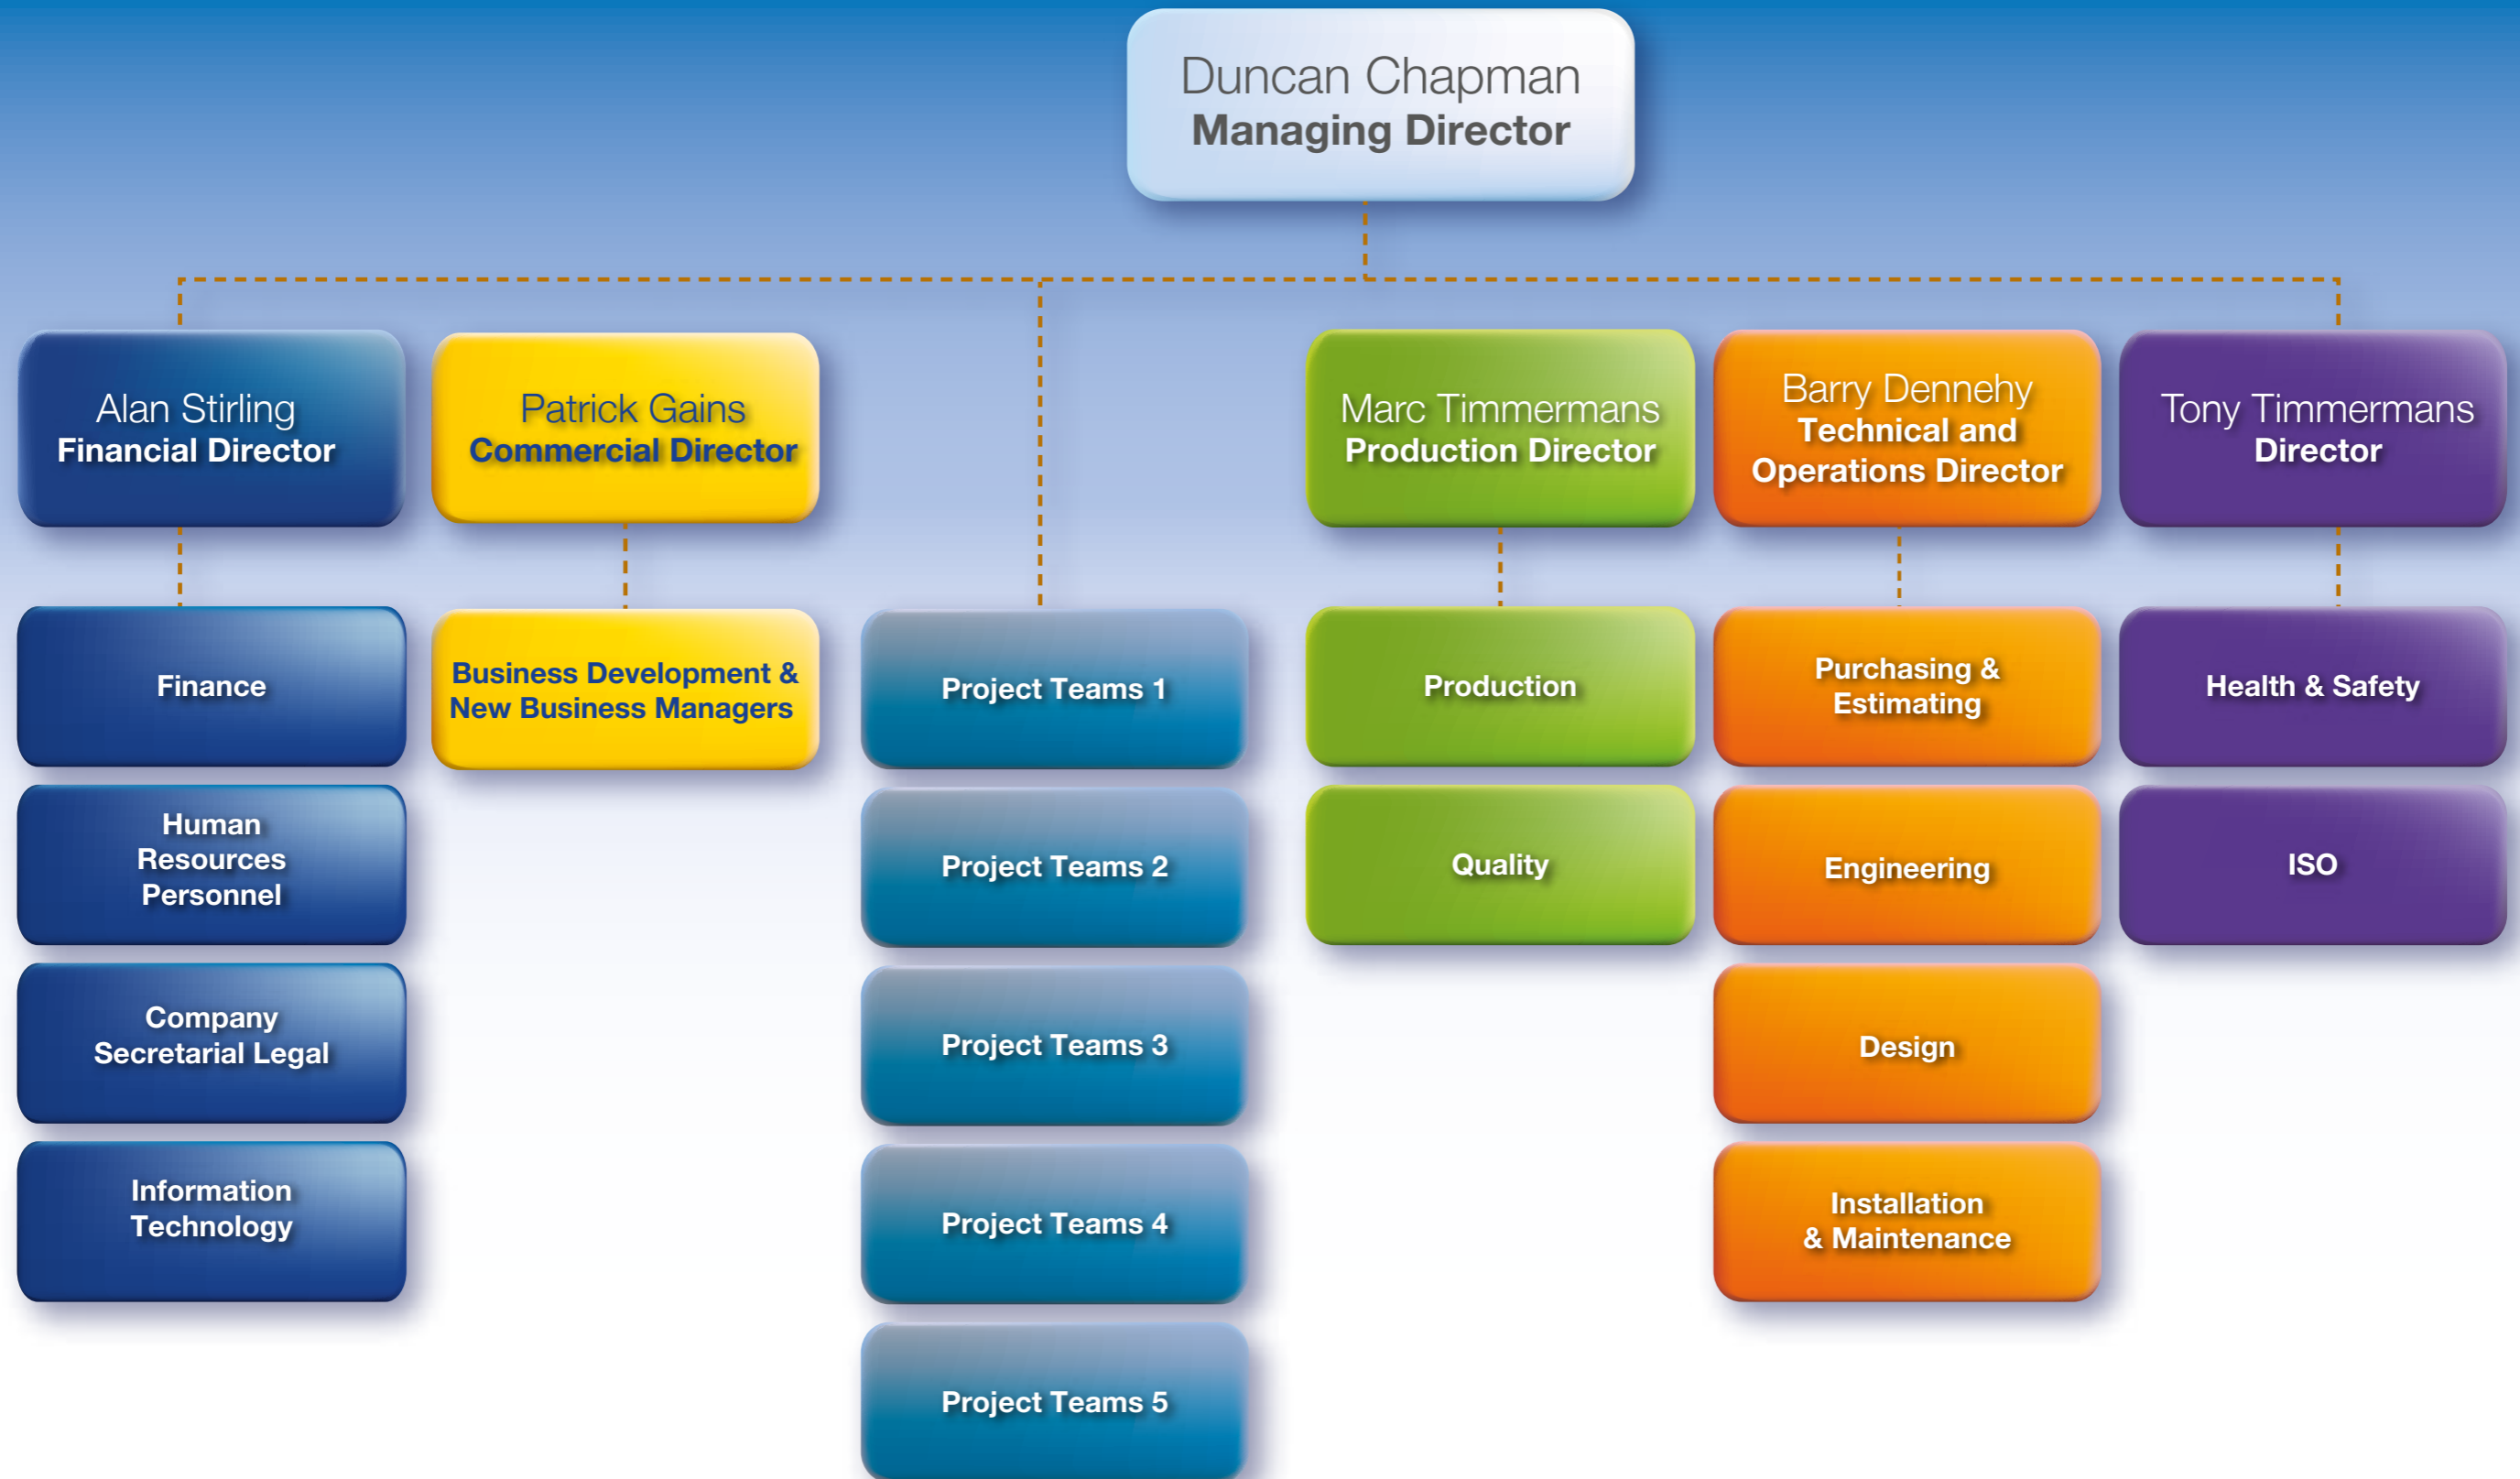 Duncan Chapman
Managing Director
Alan Stirling
Financial Director
Patrick Gains
Commercial Director
Marc Timmermans
Production Director
Barry Dennehy
Technical and
Operations Director
Tony Timmermans
Director
Finance
Human
Resources
Personnel
Company
Secretarial Legal
Information
Technology
Business Development &
New Business Managers
Project Teams 1
Project Teams 2
Project Teams 3
Project Teams 4
Project Teams 5
Production
Quality
Purchasing &
Estimating
Engineering
Design
Installation
& Maintenance
Health & Safety
ISO